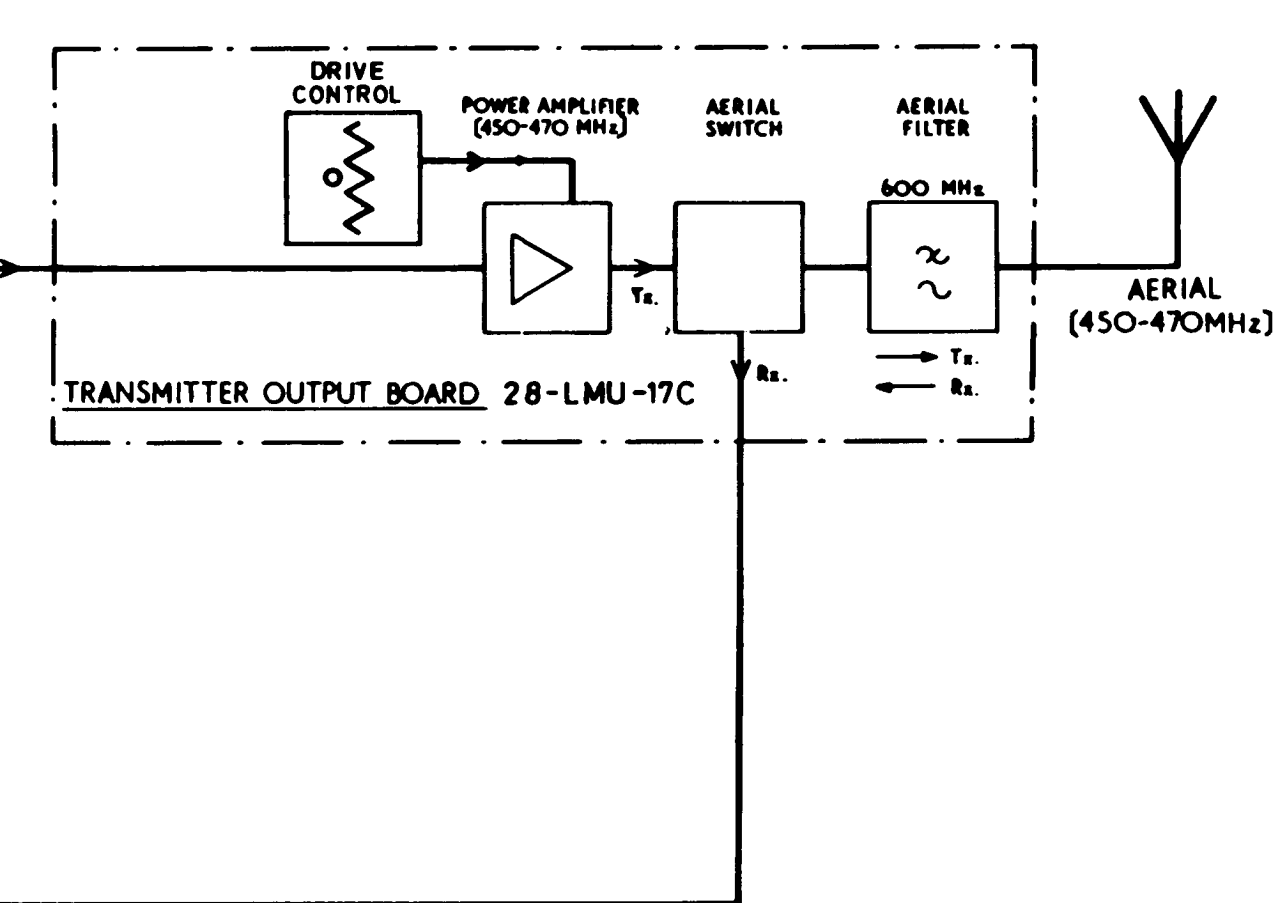 DRIVE
CONTROL
POWER AMPLIFIER
(450-470 MHz)
AERIAL
SWITCH
AERIAL
FILTER
600 MHz
Tx.
AERIAL
(450-470MHz)
Rx.
Tx.
Rx.
TRANSMITTER OUTPUT BOARD 28-LMU-17C